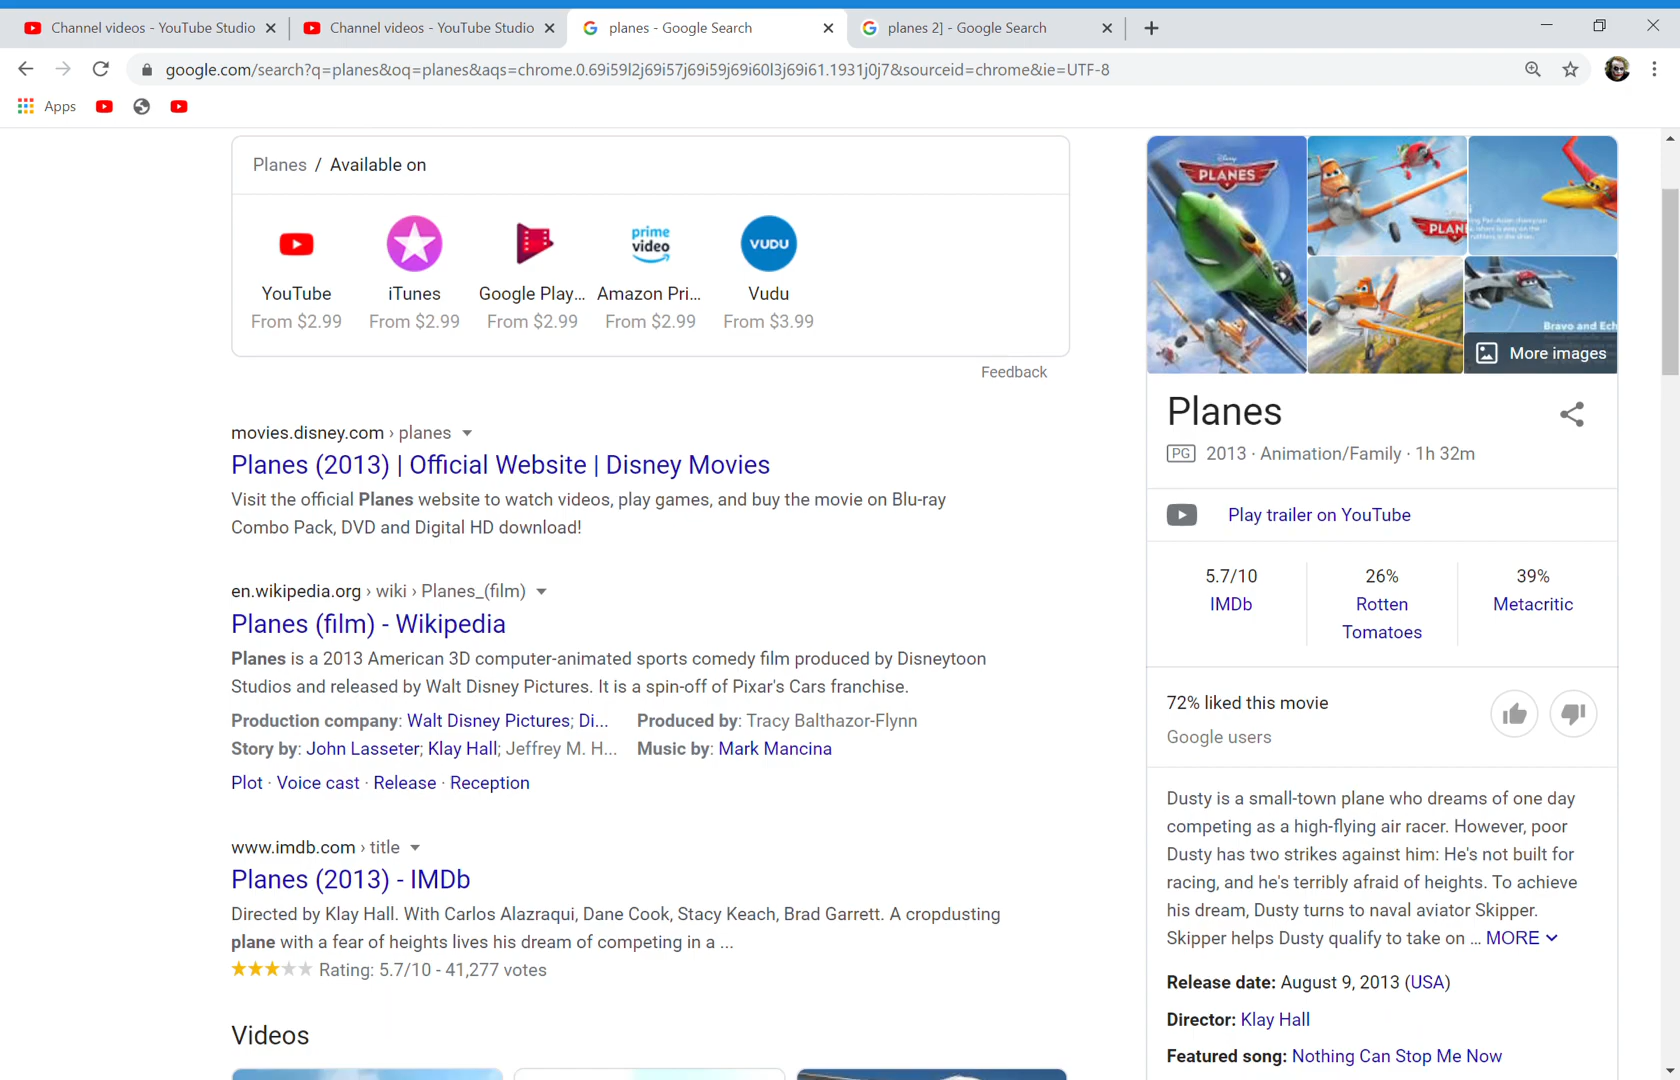 Channel videos - YouTube Studio
Channel videos - YouTube Studio
planes - Google Search
planes 2] - Google Search
google.com/search?q=planes&oq=planes&aqs=chrome.0.69i59l2j69i57j69i59j69i60l3j69i61.1931j0j7&sourceid=chrome&ie=UTF-8
Apps
Planes / Available on
prime video
VUDU
YouTube
iTunes
Google Play...
Amazon Pri...
Vudu
From $2.99
From $2.99
From $2.99
From $2.99
From $3.99
Feedback
movies.disney.com › planes
Planes (2013) | Official Website | Disney Movies
Visit the official Planes website to watch videos, play games, and buy the movie on Blu-ray
Combo Pack, DVD and Digital HD download!
en.wikipedia.org › wiki › Planes_(film)
Planes (film) - Wikipedia
Planes is a 2013 American 3D computer-animated sports comedy film produced by Disneytoon
Studios and released by Walt Disney Pictures. It is a spin-off of Pixar's Cars franchise.
Production company: Walt Disney Pictures; Di...
Produced by: Tracy Balthazor-Flynn
Story by: John Lasseter; Klay Hall; Jeffrey M. H...
Music by: Mark Mancina
Plot · Voice cast · Release · Reception
www.imdb.com › title
Planes (2013) - IMDb
Directed by Klay Hall. With Carlos Alazraqui, Dane Cook, Stacy Keach, Brad Garrett. A cropdusting
plane with a fear of heights lives his dream of competing in a ...
Rating: 5.7/10 - 41,277 votes
Videos
Disney
PLANES
PLAN
Bravo and Ech
More images
Planes
PG 2013 · Animation/Family · 1h 32m
Play trailer on YouTube
5.7/10
IMDb
26%
Rotten
Tomatoes
39%
Metacritic
72% liked this movie
Google users
Dusty is a small-town plane who dreams of one day
competing as a high-flying air racer. However, poor
Dusty has two strikes against him: He's not built for
racing, and he's terribly afraid of heights. To achieve
his dream, Dusty turns to naval aviator Skipper.
Skipper helps Dusty qualify to take on ... MORE
Release date: August 9, 2013 (USA)
Director: Klay Hall
Featured song: Nothing Can Stop Me Now